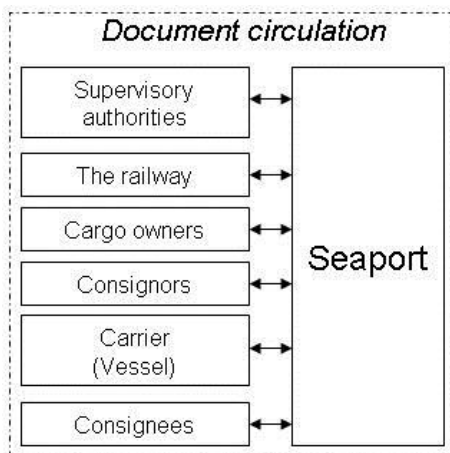 Document circulation
Supervisory
authorities
The railway
Cargo owners
Consignors
Carrier
(Vessel)
Consignees
Seaport